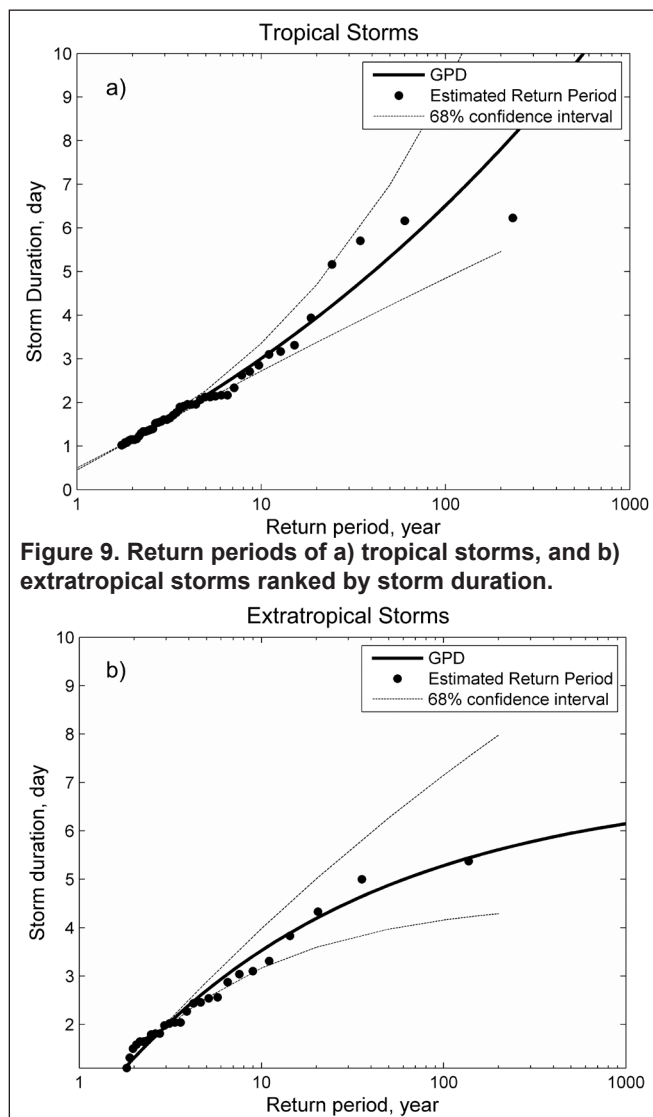 Tropical Storms
a)
GPD
Estimated Return Period
68% confidence interval
10
9
8
7
6
5
4
3
2
1
0
Storm Duration, day
1
10
100
1000
Return period, year
Figure 9. Return periods of a) tropical storms, and b)
extratropical storms ranked by storm duration.
Extratropical Storms
b)
GPD
Estimated Return Period
68% confidence interval
10
9
8
7
6
5
4
3
2
Storm duration, day
1
10
100
1000
Return period, year